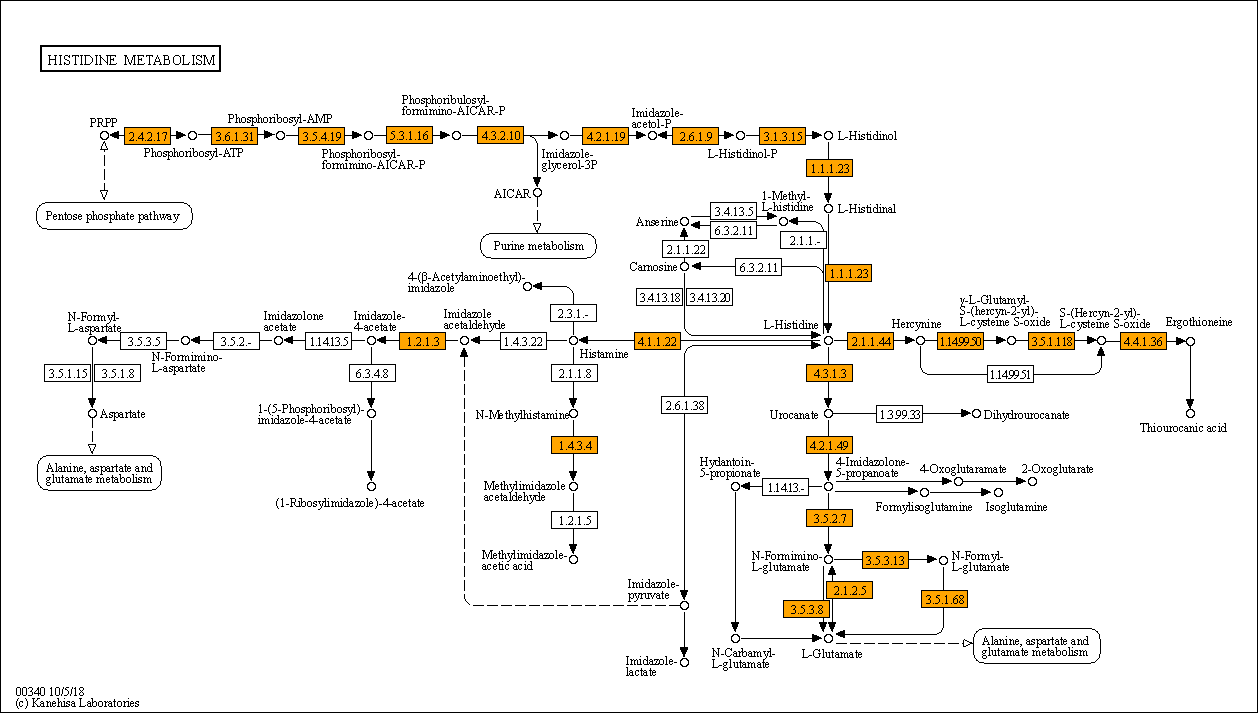 HISTIDINE METABOLISM
PRPP
2.4.2.17
Phosphoribosyl-ATP
3.6.1.31
Phosphoribosyl-AMP
3.5.4.19
Phosphoribosyl-
formimino-AICAR-P
5.3.1.16
Phosphoribulosyl-
formimino-AICAR-P
4.3.2.10
Imidazole-
glycerol-3P
4.2.1.19
Imidazole-
acetol-P
2.6.1.9
L-Histidinol-P
3.1.3.15
L-Histidinol
1.1.1.23
L-Histidinal
AICAR
Pentose phosphate pathway
Purine metabolism
1-Methyl-
L-histidine
Anserine
3.4.13.5
6.3.2.11
2.1.1.-
2.1.1.22
Carnosine
6.3.2.11
1.1.1.23
3.4.13.18
3.4.13.20
4-(β-Acetylaminoethyl)-
imidazole
2.3.1.-
N-Formyl-
L-aspartate
3.5.3.5
N-Formimino-
L-aspartate
3.5.2.-
Imidazolone
acetate
1.14.13.5
Imidazole-
4-acetate
1.2.1.3
Imidazole
acetaldehyde
1.4.3.22
Histamine
4.1.1.22
L-Histidine
2.1.1.44
Hercynine
1.14.99.50
γ-L-Glutamyl-
S-(hercyn-2-yl)-
L-cysteine S-oxide
3.5.1.118
S-(Hercyn-2-yl)-
L-cysteine S-oxide
4.4.1.36
Ergothioneine
1.14.99.51
3.5.1.15
3.5.1.8
6.3.4.8
2.1.1.8
4.3.1.3
2.6.1.38
Aspartate
1-(5-Phosphoribosyl)-
imidazole-4-acetate
N-Methylhistamine
Urocanate
1.3.99.33
Dihydrourocanate
Thiourocanic acid
1.4.3.4
4.2.1.49
Alanine, aspartate and
glutamate metabolism
(1-Ribosylimidazole)-4-acetate
Methylimidazole
acetaldehyde
Hydantoin-
5-propionate
1.14.13.-
4-Imidazolone-
5-propanoate
4-Oxoglutaramate
2-Oxoglutarate
Formylisoglutamine
Isoglutamine
1.2.1.5
3.5.2.7
Methylimidazole-
acetic acid
N-Formimino-
L-glutamate
3.5.3.13
N-Formyl-
L-glutamate
Imidazole-
pyruvate
2.1.2.5
3.5.3.8
3.5.1.68
Imidazole-
lactate
N-Carbamyl-
L-glutamate
L-Glutamate
Alanine, aspartate and
glutamate metabolism
00340 10/5/18
(c) Kanehisa Laboratories